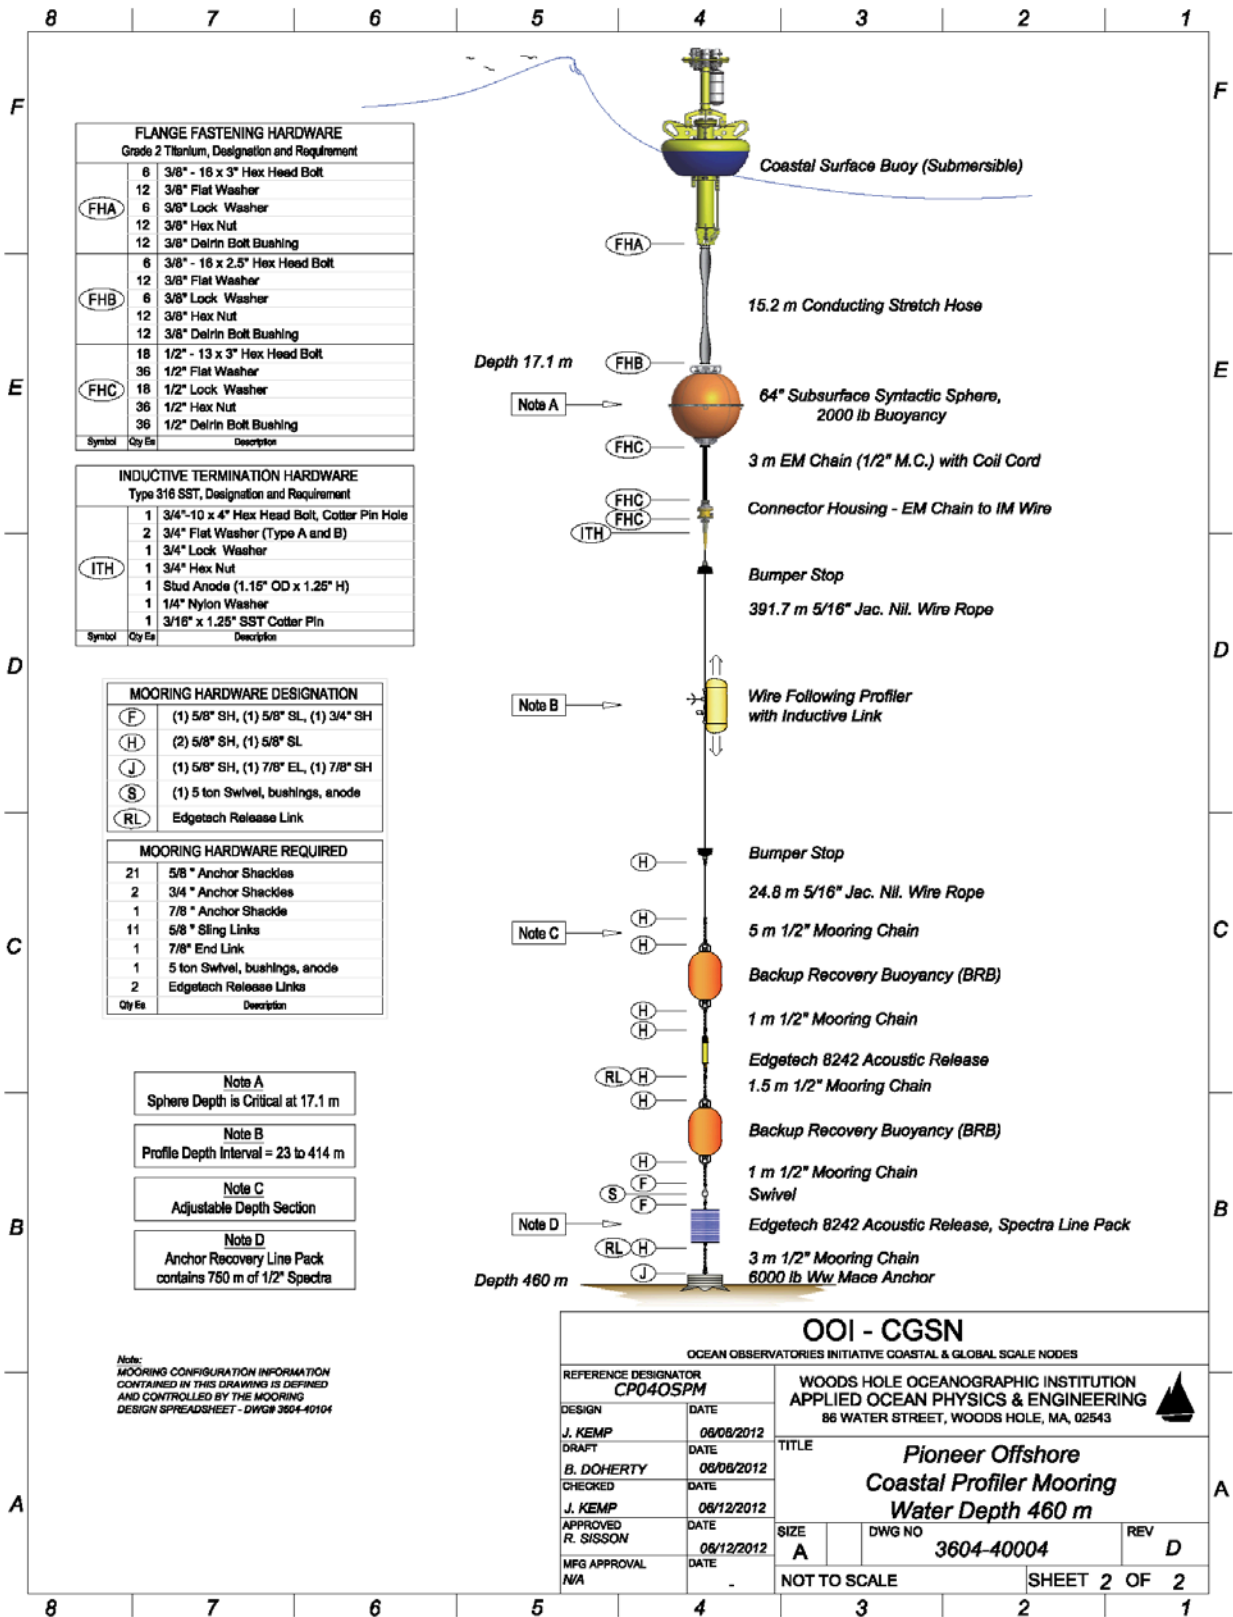 8 7 6 5 4 3 2 1
F F
FLANGE FASTENING HARDWARE
Grade 2 Titanium, Designation and Requirement
FHA
6 3/8" - 16 x 3" Hex Head Bolt
12 3/8" Flat Washer
6 3/8" Lock Washer
12 3/8" Hex Nut
12 3/8" Delrin Bolt Bushing
FHB
6 3/8" - 16 x 2.5" Hex Head Bolt
12 3/8" Flat Washer
6 3/8" Lock Washer
12 3/8" Hex Nut
12 3/8" Delrin Bolt Bushing
FHC
18 1/2" - 13 x 3" Hex Head Bolt
36 1/2" Flat Washer
18 1/2" Lock Washer
36 1/2" Hex Nut
36 1/2" Delrin Bolt Bushing
Symbol Qty Ea Description
INDUCTIVE TERMINATION HARDWARE
Type 316 SST, Designation and Requirement
ITH
1 3/4"-10 x 4" Hex Head Bolt, Cotter Pin Hole
2 3/4" Flat Washer (Type A and B)
1 3/4" Lock Washer
1 3/4" Hex Nut
1 Stud Anode (1.15" OD x 1.25" H)
1 1/4" Nylon Washer
1 3/16" x 1.25" SST Cotter Pin
Symbol Qty Ea Description
MOORING HARDWARE DESIGNATION
F (1) 5/8" SH, (1) 5/8" SL, (1) 3/4" SH
H (2) 5/8" SH, (1) 5/8" SL
J (1) 5/8" SH, (1) 7/8" EL, (1) 7/8" SH
S (1) 5 ton Swivel, bushings, anode
RL Edgetech Release Link
MOORING HARDWARE REQUIRED
21 5/8 " Anchor Shackles
2 3/4 " Anchor Shackles
1 7/8 " Anchor Shackle
11 5/8 " Sling Links
1 7/8" End Link
1 5 ton Swivel, bushings, anode
2 Edgetech Release Links
Qty Ea Description
Note A
Sphere Depth is Critical at 17.1 m
Note B
Profile Depth Interval = 23 to 414 m
Note C
Adjustable Depth Section
Note D
Anchor Recovery Line Pack
contains 750 m of 1/2" Spectra
Note:
MOORING CONFIGURATION INFORMATION
CONTAINED IN THIS DRAWING IS DEFINED
AND CONTROLLED BY THE MOORING
DESIGN SPREADSHEET - DWG# 3604-40104
Coastal Surface Buoy (Submersible)
FHA
15.2 m Conducting Stretch Hose
Depth 17.1 m FHB
E E
Note A
64" Subsurface Syntactic Sphere,
2000 lb Buoyancy
FHC
3 m EM Chain (1/2" M.C.) with Coil Cord
FHC
Connector Housing - EM Chain to IM Wire
FHC
ITH
Bumper Stop
391.7 m 5/16" Jac. Nil. Wire Rope
D D
Note B
Wire Following Profiler
with Inductive Link
Bumper Stop
H
24.8 m 5/16" Jac. Nil. Wire Rope
H
C C
Note C
5 m 1/2" Mooring Chain
H
Backup Recovery Buoyancy (BRB)
H
1 m 1/2" Mooring Chain
H
Edgetech 8242 Acoustic Release
RL H
1.5 m 1/2" Mooring Chain
H
Backup Recovery Buoyancy (BRB)
H
1 m 1/2" Mooring Chain
F
S Swivel
F
B B
Note D
Edgetech 8242 Acoustic Release, Spectra Line Pack
RL H
3 m 1/2" Mooring Chain
Depth 460 m J 6000 lb Ww Mace Anchor
OOI - CGSN
OCEAN OBSERVATORIES INITIATIVE COASTAL & GLOBAL SCALE NODES
REFERENCE DESIGNATOR
CP04OSPM
WOODS HOLE OCEANOGRAPHIC INSTITUTION
APPLIED OCEAN PHYSICS & ENGINEERING
86 WATER STREET, WOODS HOLE, MA, 02543
DESIGN DATE
J. KEMP 06/06/2012
DRAFT DATE
B. DOHERTY 06/06/2012
CHECKED DATE
J. KEMP 06/12/2012
APPROVED DATE
R. SISSON 06/12/2012
MFG APPROVAL DATE
N/A -
TITLE
Pioneer Offshore
Coastal Profiler Mooring
Water Depth 460 m
A A
SIZE DWG NO REV
A 3604-40004 D
NOT TO SCALE SHEET 2 OF 2
8 7 6 5 4 3 2 1